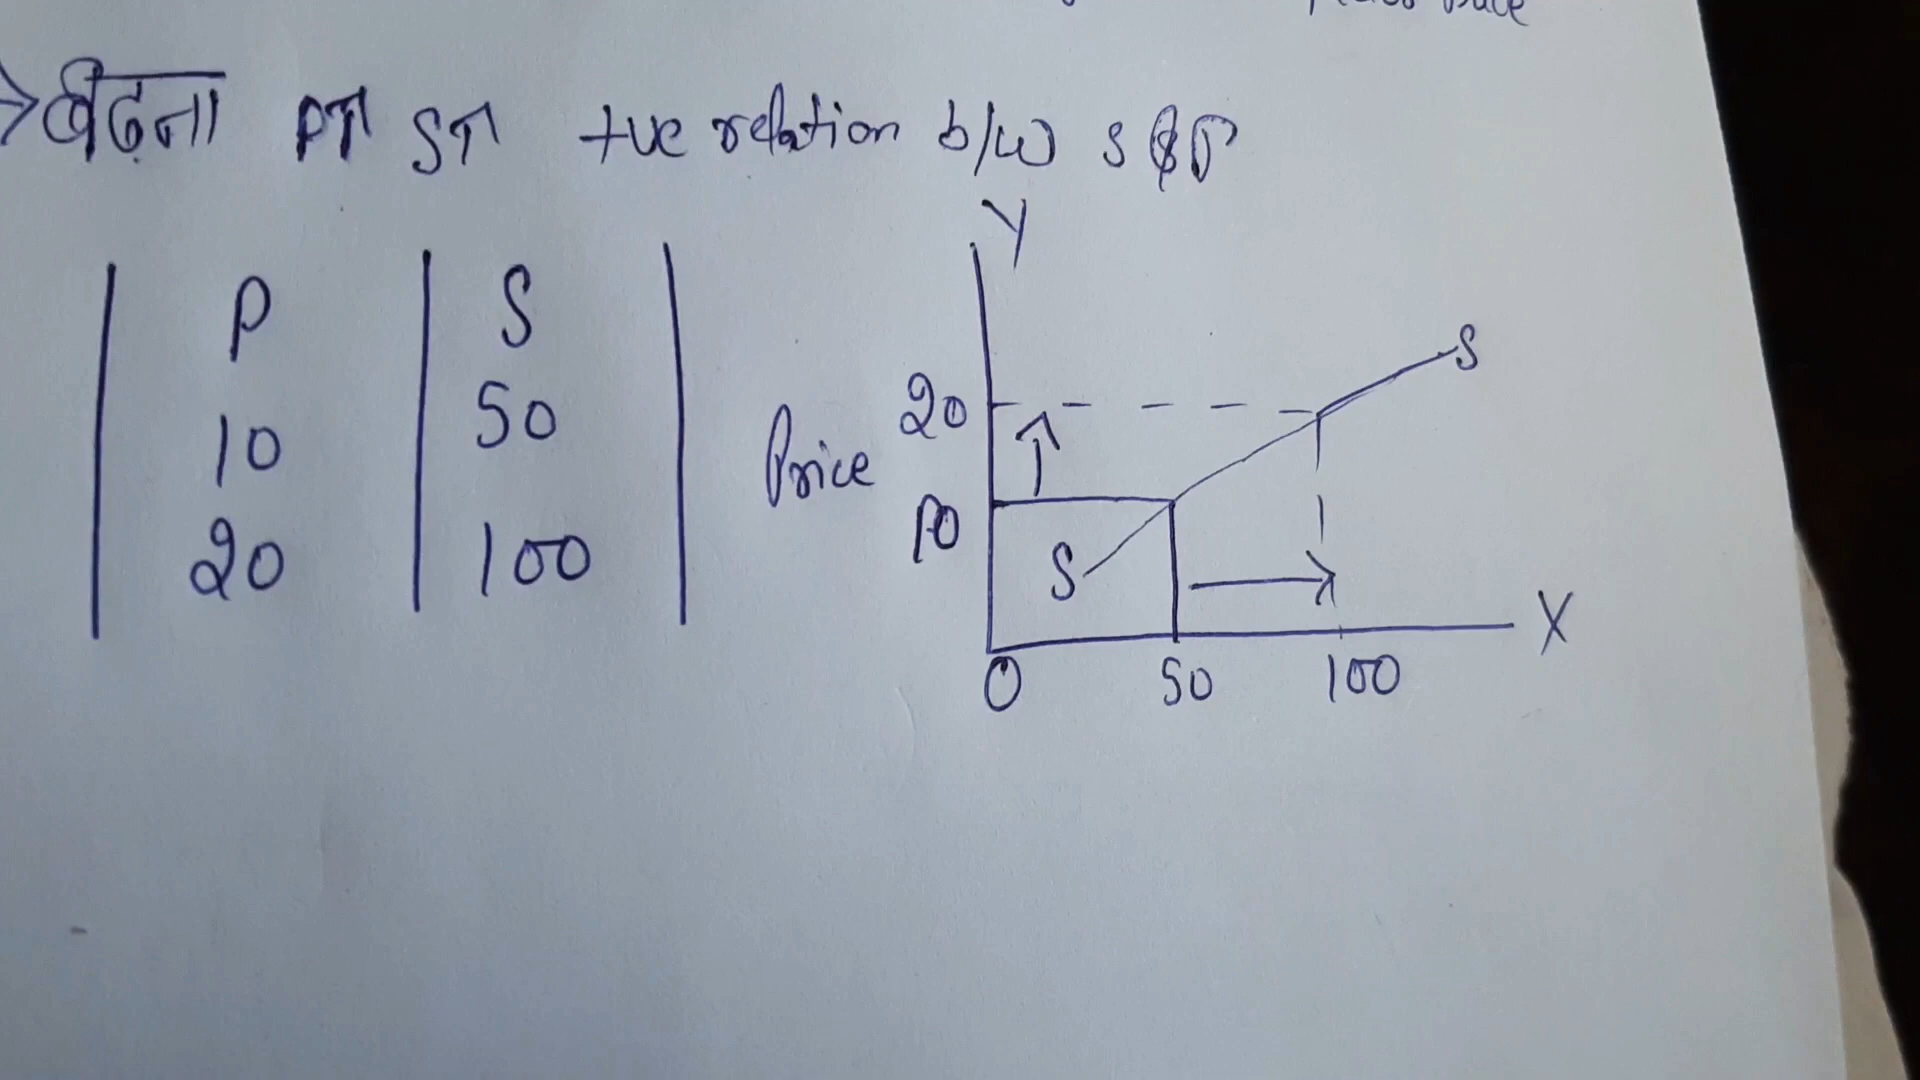 → बढ़ना P↑ S↑ +ve relation b/w S & P
P S
10 50
20 100
Y
Price
20
10
S
S
X
0 50 100